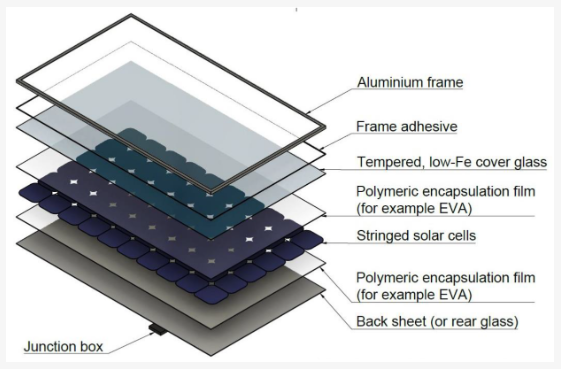 Aluminium frame
Frame adhesive
Tempered, low-Fe cover glass
Polymeric encapsulation film
(for example EVA)
Stringed solar cells
Polymeric encapsulation film
(for example EVA)
Back sheet (or rear glass)
Junction box